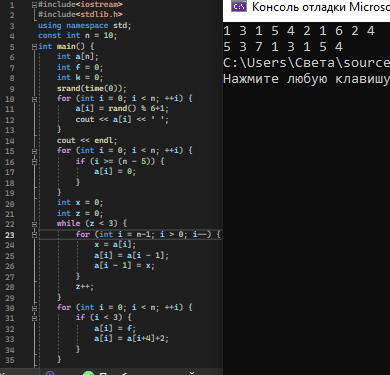 #include<iostream>
#include<stdlib.h>
using namespace std;
const int n = 10;
int main() {
int a[n];
int f = 0;
int k = 0;
srand(time(0));
for (int i = 0; i < n; ++i) {
a[i] = rand() % 6+1;
cout << a[i] << ' ';
}
cout << endl;
for (int i = 0; i < n; ++i) {
if (i >= (n - 5)) {
a[i] = 0;
}
}
int x = 0;
int z = 0;
while (z < 3) {
for (int i = n-1; i > 0; i--) {
x = a[i];
a[i] = a[i - 1];
a[i - 1] = x;
}
z++;
}
for (int i = 0; i < n; ++i) {
if (i < 3) {
a[i] = f;
a[i] = a[i+4]+2;
}
}
Консоль отладки Microso
1 3 1 5 4 2 1 6 2 4
5 3 7 1 3 1 5 4
C:\Users\Света\source
Нажмите любую клавишу